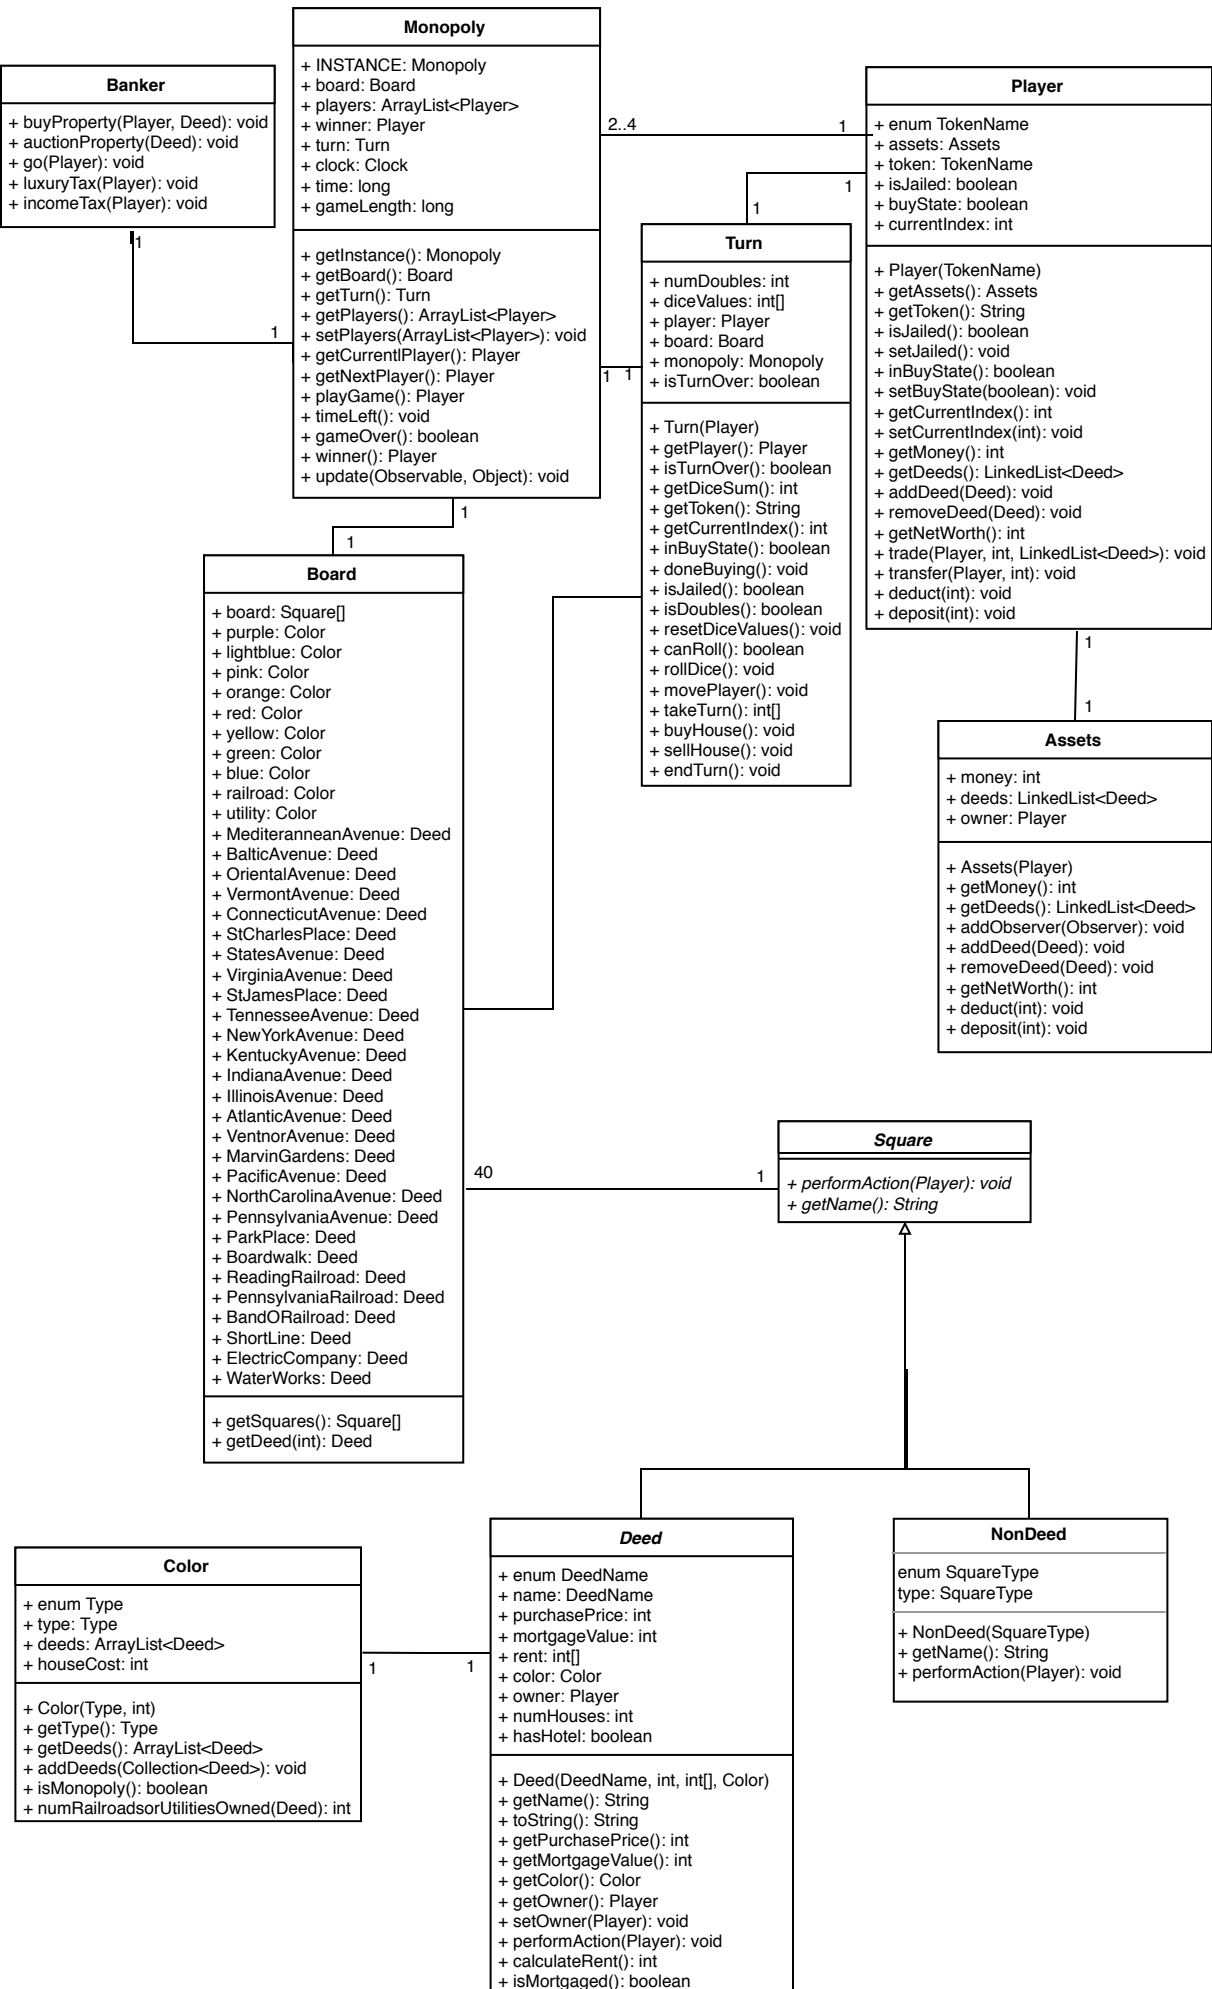 Monopoly
+ INSTANCE: Monopoly
+ board: Board
+ players: ArrayList<Player>
+ winner: Player
+ turn: Turn
+ clock: Clock
+ time: long
+ gameLength: long
+ getInstance(): Monopoly
+ getBoard(): Board
+ getTurn(): Turn
+ getPlayers(): ArrayList<Player>
+ setPlayers(ArrayList<Player>): void
+ getCurrentlPlayer(): Player
+ getNextPlayer(): Player
+ playGame(): Player
+ timeLeft(): void
+ gameOver(): boolean
+ winner(): Player
+ update(Observable, Object): void
Banker
+ buyProperty(Player, Deed): void
+ auctionProperty(Deed): void
+ go(Player): void
+ luxuryTax(Player): void
+ incomeTax(Player): void
1
1
2..4
1
Player
+ enum TokenName
+ assets: Assets
+ token: TokenName
+ isJailed: boolean
+ buyState: boolean
+ currentIndex: int
+ Player(TokenName)
+ getAssets(): Assets
+ getToken(): String
+ isJailed(): boolean
+ setJailed(): void
+ inBuyState(): boolean
+ setBuyState(boolean): void
+ getCurrentIndex(): int
+ setCurrentIndex(int): void
+ getMoney(): int
+ getDeeds(): LinkedList<Deed>
+ addDeed(Deed): void
+ removeDeed(Deed): void
+ getNetWorth(): int
+ trade(Player, int, LinkedList<Deed>): void
+ transfer(Player, int): void
+ deduct(int): void
+ deposit(int): void
1
1
Turn
+ numDoubles: int
+ diceValues: int[]
+ player: Player
+ board: Board
+ monopoly: Monopoly
+ isTurnOver: boolean
+ Turn(Player)
+ getPlayer(): Player
+ isTurnOver(): boolean
+ getDiceSum(): int
+ getToken(): String
+ getCurrentIndex(): int
+ inBuyState(): boolean
+ doneBuying(): void
+ isJailed(): boolean
+ isDoubles(): boolean
+ resetDiceValues(): void
+ canRoll(): boolean
+ rollDice(): void
+ movePlayer(): void
+ takeTurn(): int[]
+ buyHouse(): void
+ sellHouse(): void
+ endTurn(): void
1 1
1
1
Board
+ board: Square[]
+ purple: Color
+ lightblue: Color
+ pink: Color
+ orange: Color
+ red: Color
+ yellow: Color
+ green: Color
+ blue: Color
+ railroad: Color
+ utility: Color
+ MediteranneanAvenue: Deed
+ BalticAvenue: Deed
+ OrientalAvenue: Deed
+ VermontAvenue: Deed
+ ConnecticutAvenue: Deed
+ StCharlesPlace: Deed
+ StatesAvenue: Deed
+ VirginiaAvenue: Deed
+ StJamesPlace: Deed
+ TennesseeAvenue: Deed
+ NewYorkAvenue: Deed
+ KentuckyAvenue: Deed
+ IndianaAvenue: Deed
+ IllinoisAvenue: Deed
+ AtlanticAvenue: Deed
+ VentnorAvenue: Deed
+ MarvinGardens: Deed
+ PacificAvenue: Deed
+ NorthCarolinaAvenue: Deed
+ PennsylvaniaAvenue: Deed
+ ParkPlace: Deed
+ Boardwalk: Deed
+ ReadingRailroad: Deed
+ PennsylvaniaRailroad: Deed
+ BandORailroad: Deed
+ ShortLine: Deed
+ ElectricCompany: Deed
+ WaterWorks: Deed
+ getSquares(): Square[]
+ getDeed(int): Deed
1
1
Assets
+ money: int
+ deeds: LinkedList<Deed>
+ owner: Player
+ Assets(Player)
+ getMoney(): int
+ getDeeds(): LinkedList<Deed>
+ addObserver(Observer): void
+ addDeed(Deed): void
+ removeDeed(Deed): void
+ getNetWorth(): int
+ deduct(int): void
+ deposit(int): void
40
1
Square
+ performAction(Player): void
+ getName(): String
Color
+ enum Type
+ type: Type
+ deeds: ArrayList<Deed>
+ houseCost: int
+ Color(Type, int)
+ getType(): Type
+ getDeeds(): ArrayList<Deed>
+ addDeeds(Collection<Deed>): void
+ isMonopoly(): boolean
+ numRailroadsorUtilitiesOwned(Deed): int
1
1
Deed
+ enum DeedName
+ name: DeedName
+ purchasePrice: int
+ mortgageValue: int
+ rent: int[]
+ color: Color
+ owner: Player
+ numHouses: int
+ hasHotel: boolean
+ Deed(DeedName, int, int[], Color)
+ getName(): String
+ toString(): String
+ getPurchasePrice(): int
+ getMortgageValue(): int
+ getColor(): Color
+ getOwner(): Player
+ setOwner(Player): void
+ performAction(Player): void
+ calculateRent(): int
+ isMortgaged(): boolean
NonDeed
enum SquareType
type: SquareType
+ NonDeed(SquareType)
+ getName(): String
+ performAction(Player): void